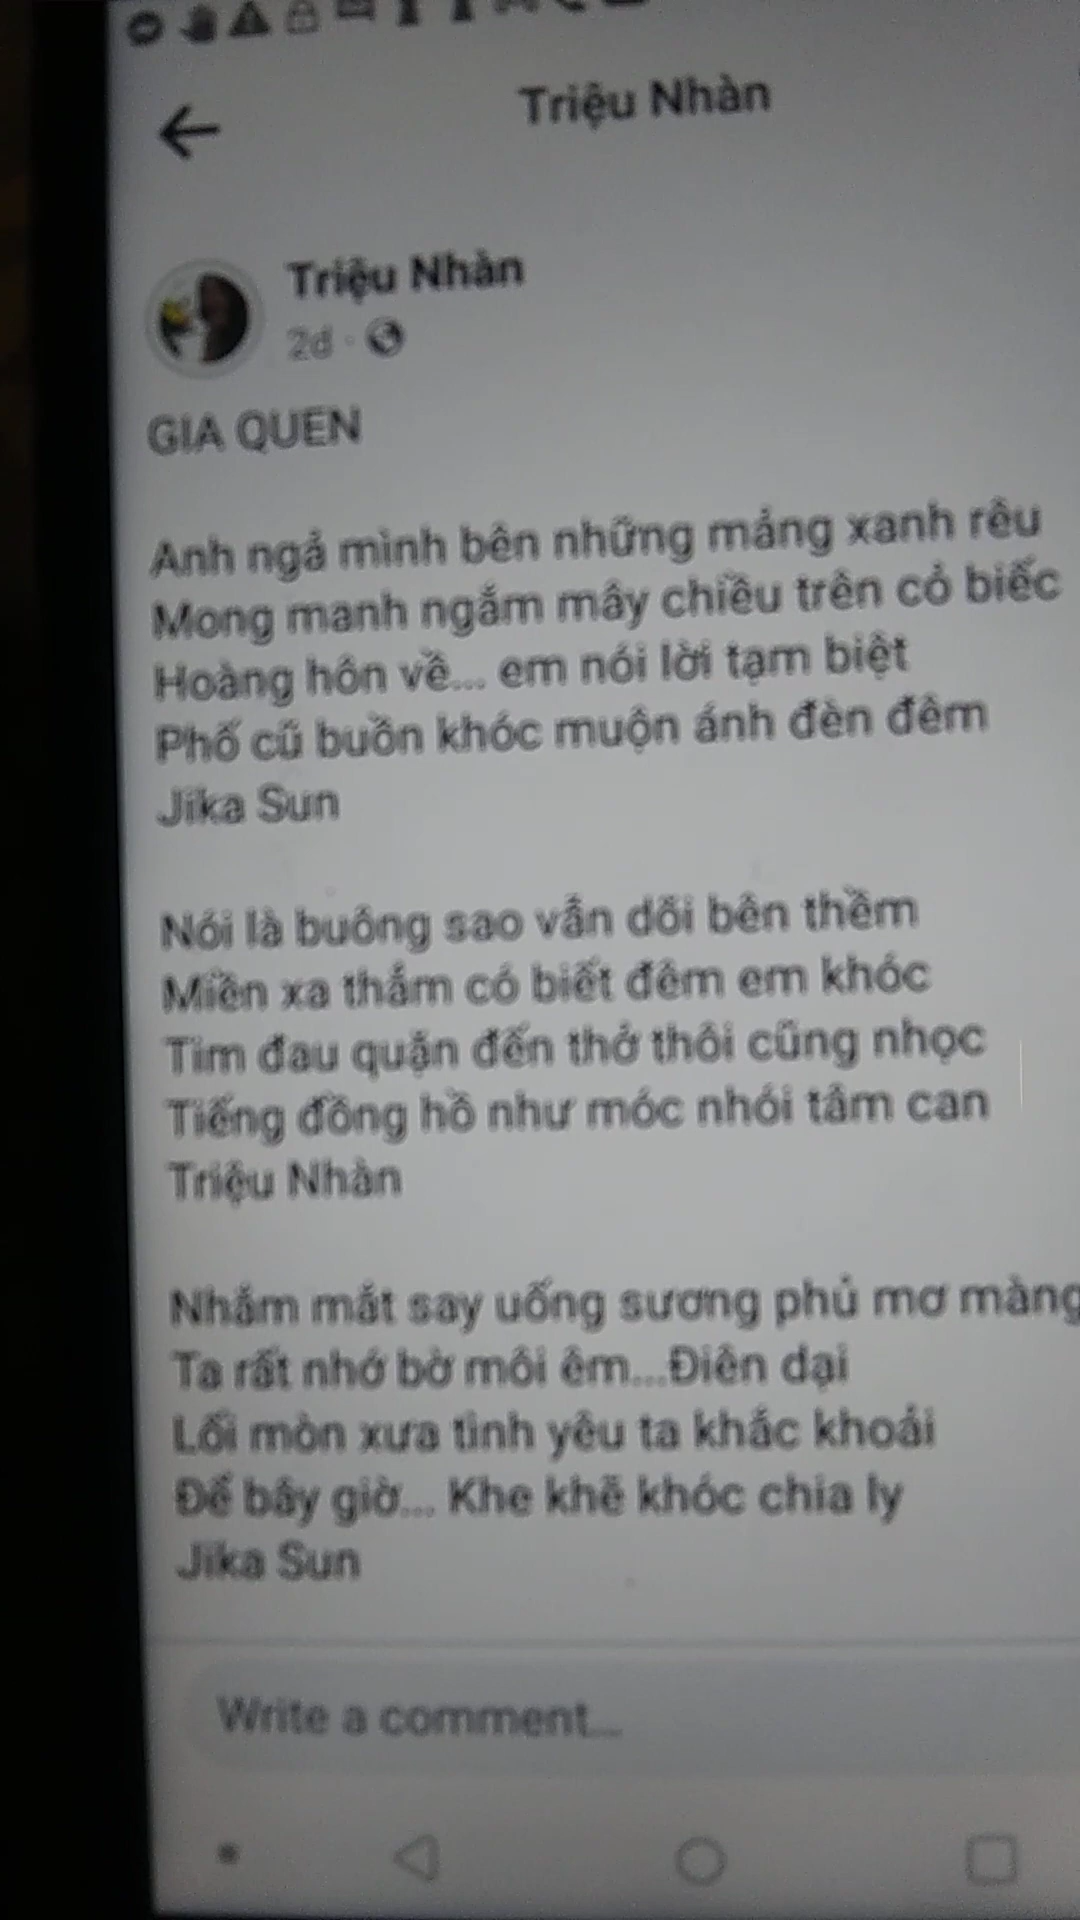 Triệu Nhàn
Triệu Nhàn
2d
GIA QUEN
Anh ngả mình bên những mảng xanh rêu
Mong manh ngắm mây chiều trên cỏ biếc
Hoàng hôn về... em nói lời tạm biệt
Phố cũ buồn khóc muộn ánh đèn đêm
Jika Sun
Nói là buông sao vẫn dõi bên thềm
Miền xa thẳm có biết đêm em khóc
Tim đau quặn đến thở thôi cũng nhọc
Tiếng đồng hồ như móc nhói tâm can
Triệu Nhàn
Nhắm mắt say uống sương phủ mơ màng
Ta rất nhớ bờ môi êm...Điên dại
Lối mòn xưa tình yêu ta khắc khoải
Để bây giờ... Khe khẽ khóc chia ly
Jika Sun
Write a comment...